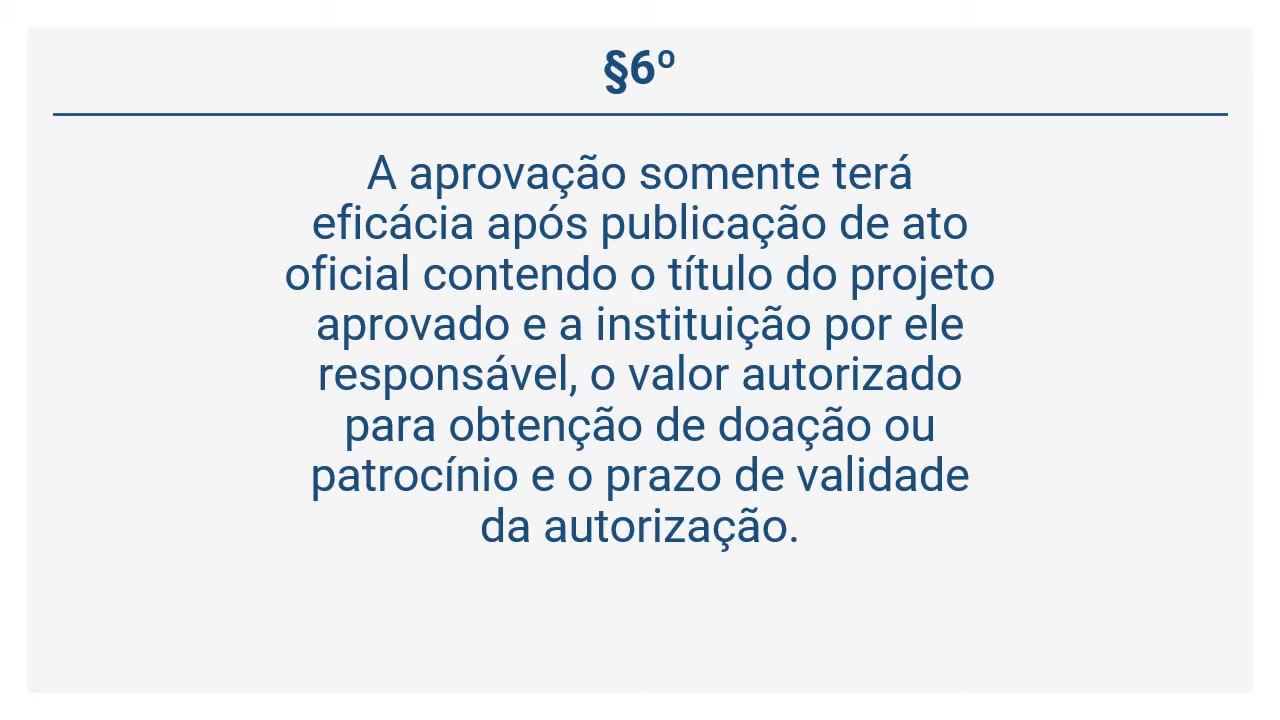 §6º
A aprovação somente terá
eficácia após publicação de ato
oficial contendo o título do projeto
aprovado e a instituição por ele
responsável, o valor autorizado
para obtenção de doação ou
patrocínio e o prazo de validade
da autorização.